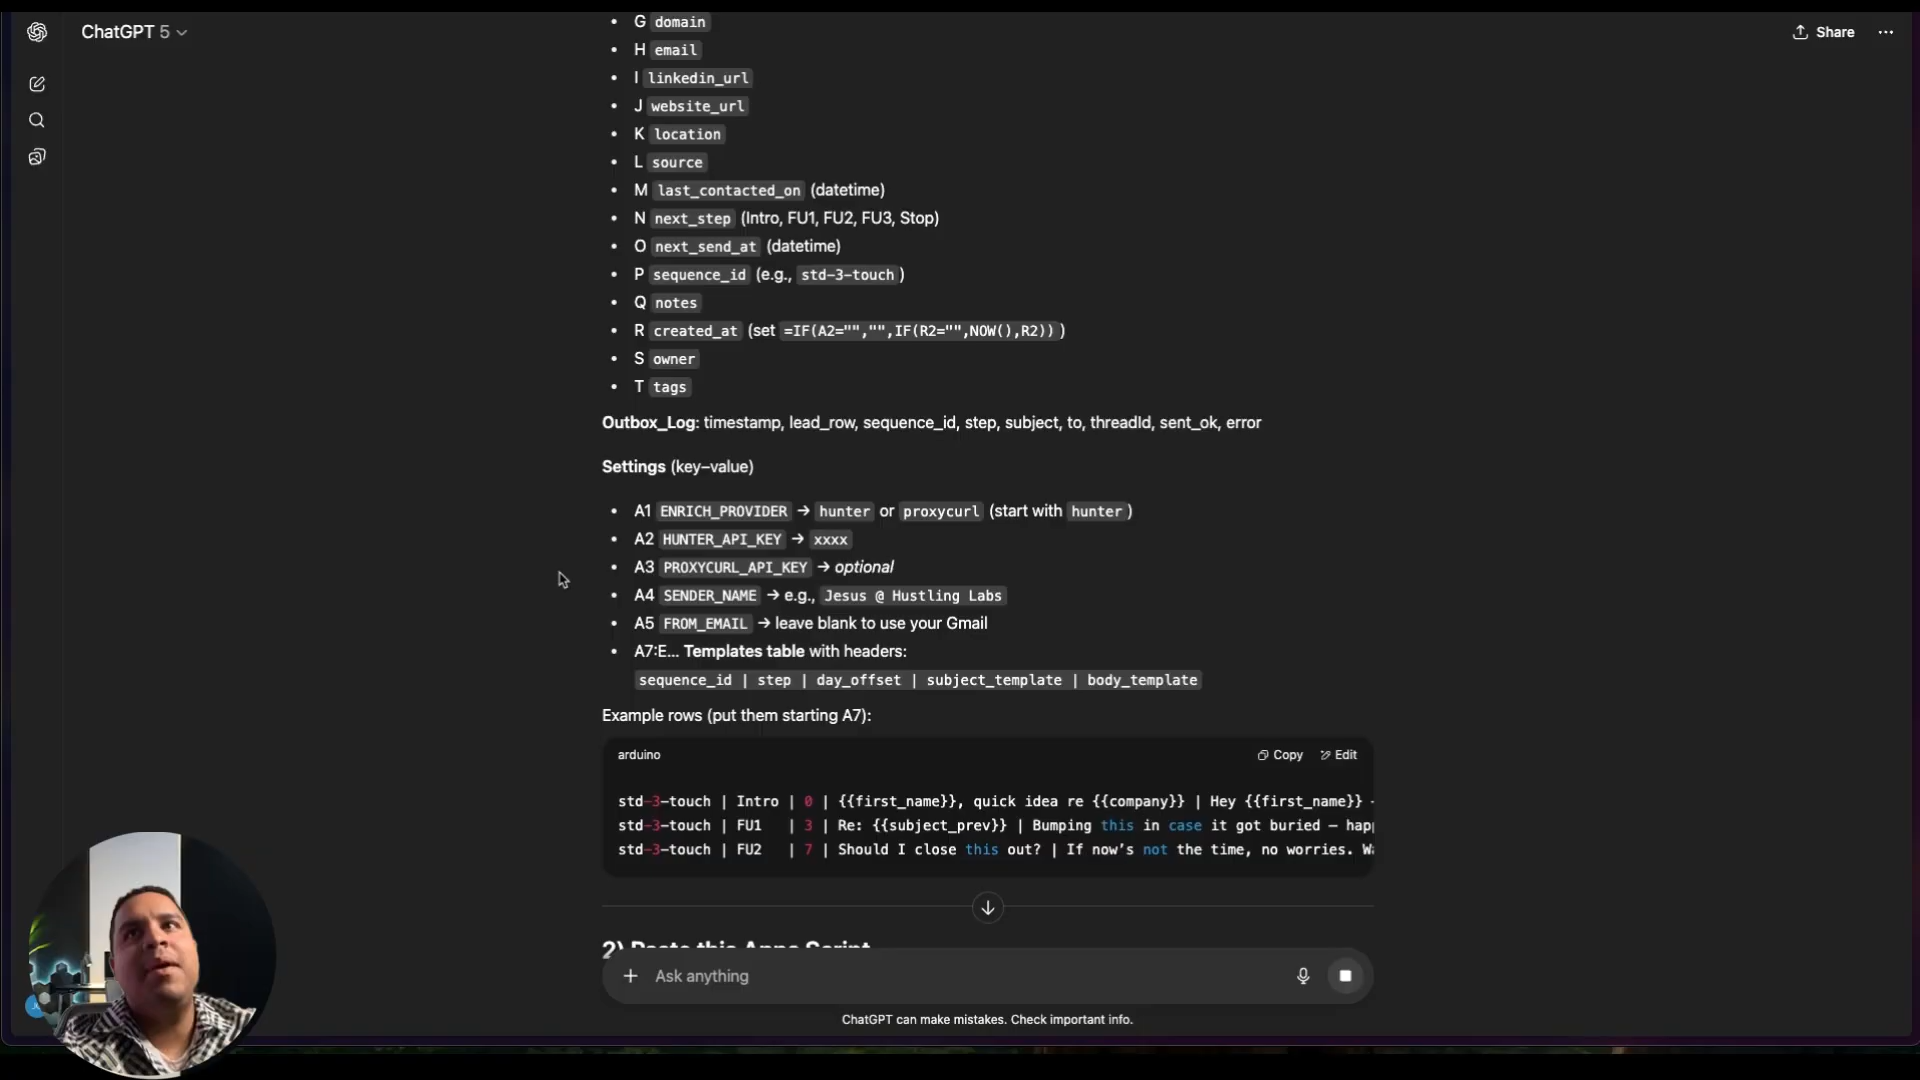 ChatGPT 5
Share
G domain
H email
I linkedin_url
J website_url
K location
L source
M last_contacted_on (datetime)
N next_step (Intro, FU1, FU2, FU3, Stop)
O next_send_at (datetime)
P sequence_id (e.g., std-3-touch)
Q notes
R created_at (set =IF(A2="","",IF(R2="",NOW(),R2)))
S owner
T tags
Outbox_Log: timestamp, lead_row, sequence_id, step, subject, to, threadId, sent_ok, error
Settings (key–value)
A1 ENRICH_PROVIDER → hunter or proxycurl (start with hunter)
A2 HUNTER_API_KEY → xxxx
A3 PROXYCURL_API_KEY → optional
A4 SENDER_NAME → e.g., Jesus @ Hustling Labs
A5 FROM_EMAIL → leave blank to use your Gmail
A7:E… Templates table with headers:
sequence_id | step | day_offset | subject_template | body_template
Example rows (put them starting A7):
arduino
Copy Edit
std-3-touch | Intro | 0 | {{first_name}}, quick idea re {{company}} | Hey {{first_name}}
std-3-touch | FU1 | 3 | Re: {{subject_prev}} | Bumping this in case it got buried —
std-3-touch | FU2 | 7 | Should I close this out? | If now’s not the time, no worries.
2) Paste this Apps Script
Ask anything
ChatGPT can make mistakes. Check important info.